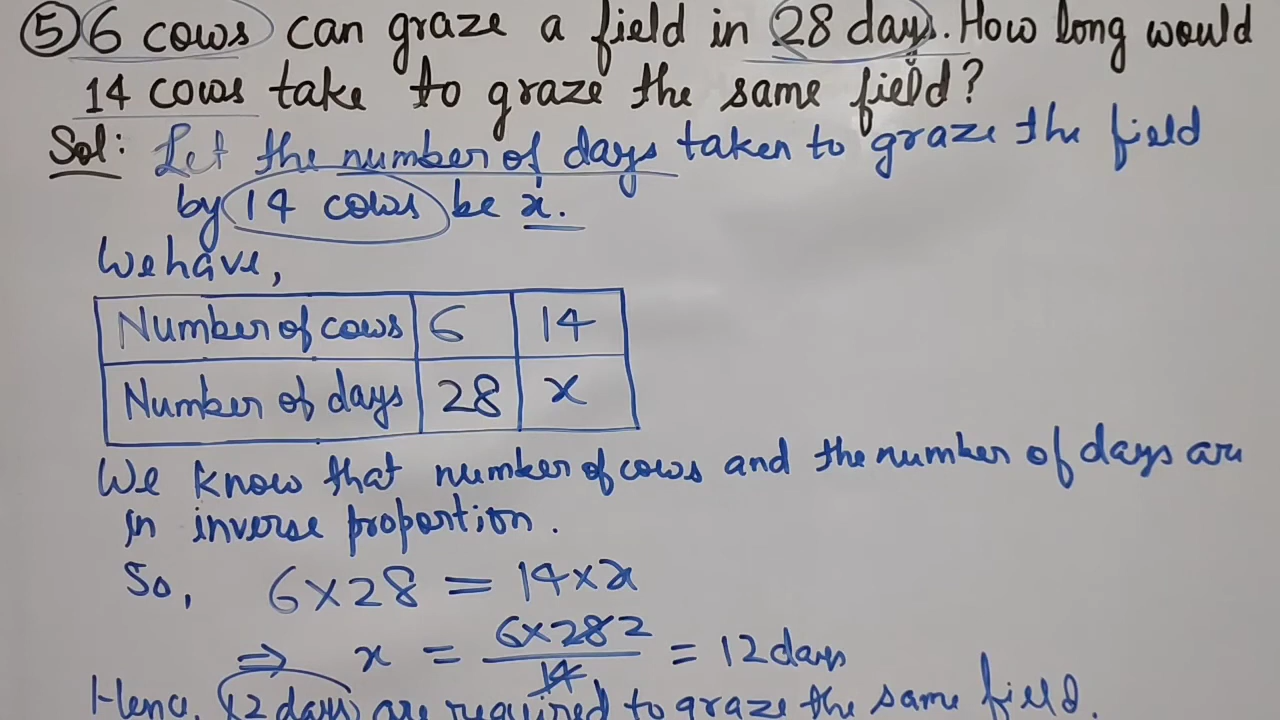 ⑤ 6 cows can graze a field in 28 days. How long would
14 cows take to graze the same field?
Sol: Let the number of days taken to graze the field
by 14 cows be x.
We have,
Number of cows 6 14
Number of days 28 x
We know that number of cows and the number of days are
in inverse proportion.
So, 6×28 = 14×x
⇒ x = 6×28 2 / 14 = 12 days
Hence, 12 days are required to graze the same field.